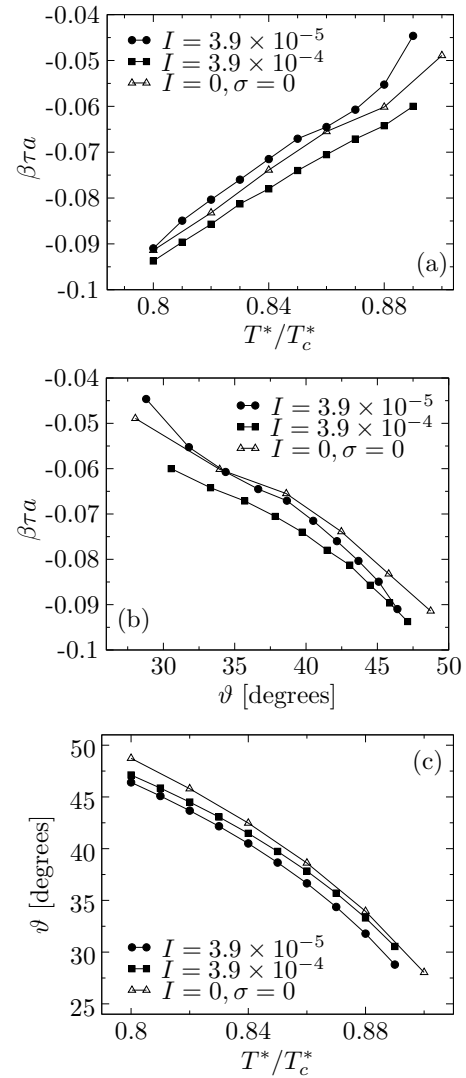 -0.04
-0.05
-0.06
-0.07
-0.08
-0.09
-0.1
βτa
I = 3.9 × 10⁻⁵
I = 3.9 × 10⁻⁴
I = 0, σ = 0
(a)
0.8 0.84 0.88
T*/T_c*
-0.04
-0.05
-0.06
-0.07
-0.08
-0.09
-0.1
βτa
I = 3.9 × 10⁻⁵
I = 3.9 × 10⁻⁴
I = 0, σ = 0
(b)
30 35 40 45 50
ϑ [degrees]
50
45
40
35
30
25
ϑ [degrees]
(c)
I = 3.9 × 10⁻⁵
I = 3.9 × 10⁻⁴
I = 0, σ = 0
0.8 0.84 0.88
T*/T_c*